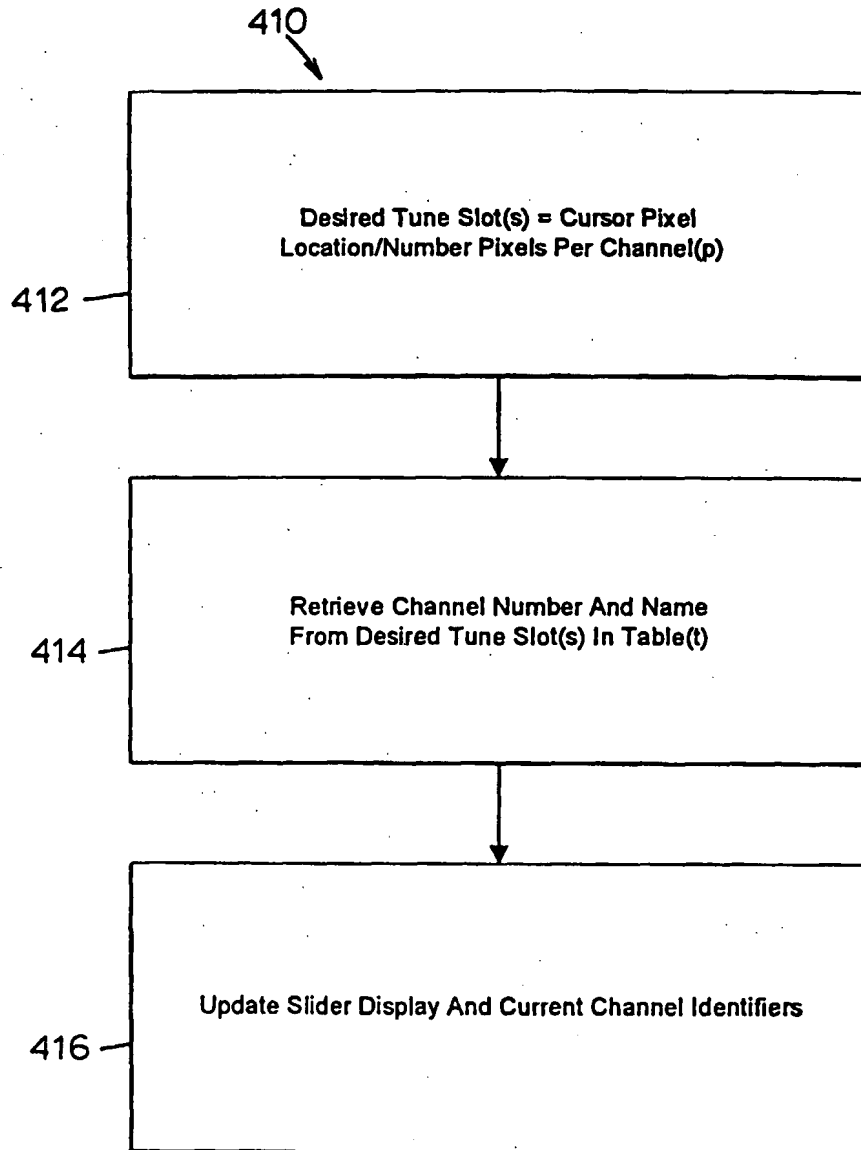 410
Desired Tune Slot(s) = Cursor Pixel
Location/Number Pixels Per Channel(p)
412
Retrieve Channel Number And Name
From Desired Tune Slot(s) In Table(t)
414
Update Slider Display And Current Channel Identifiers
416